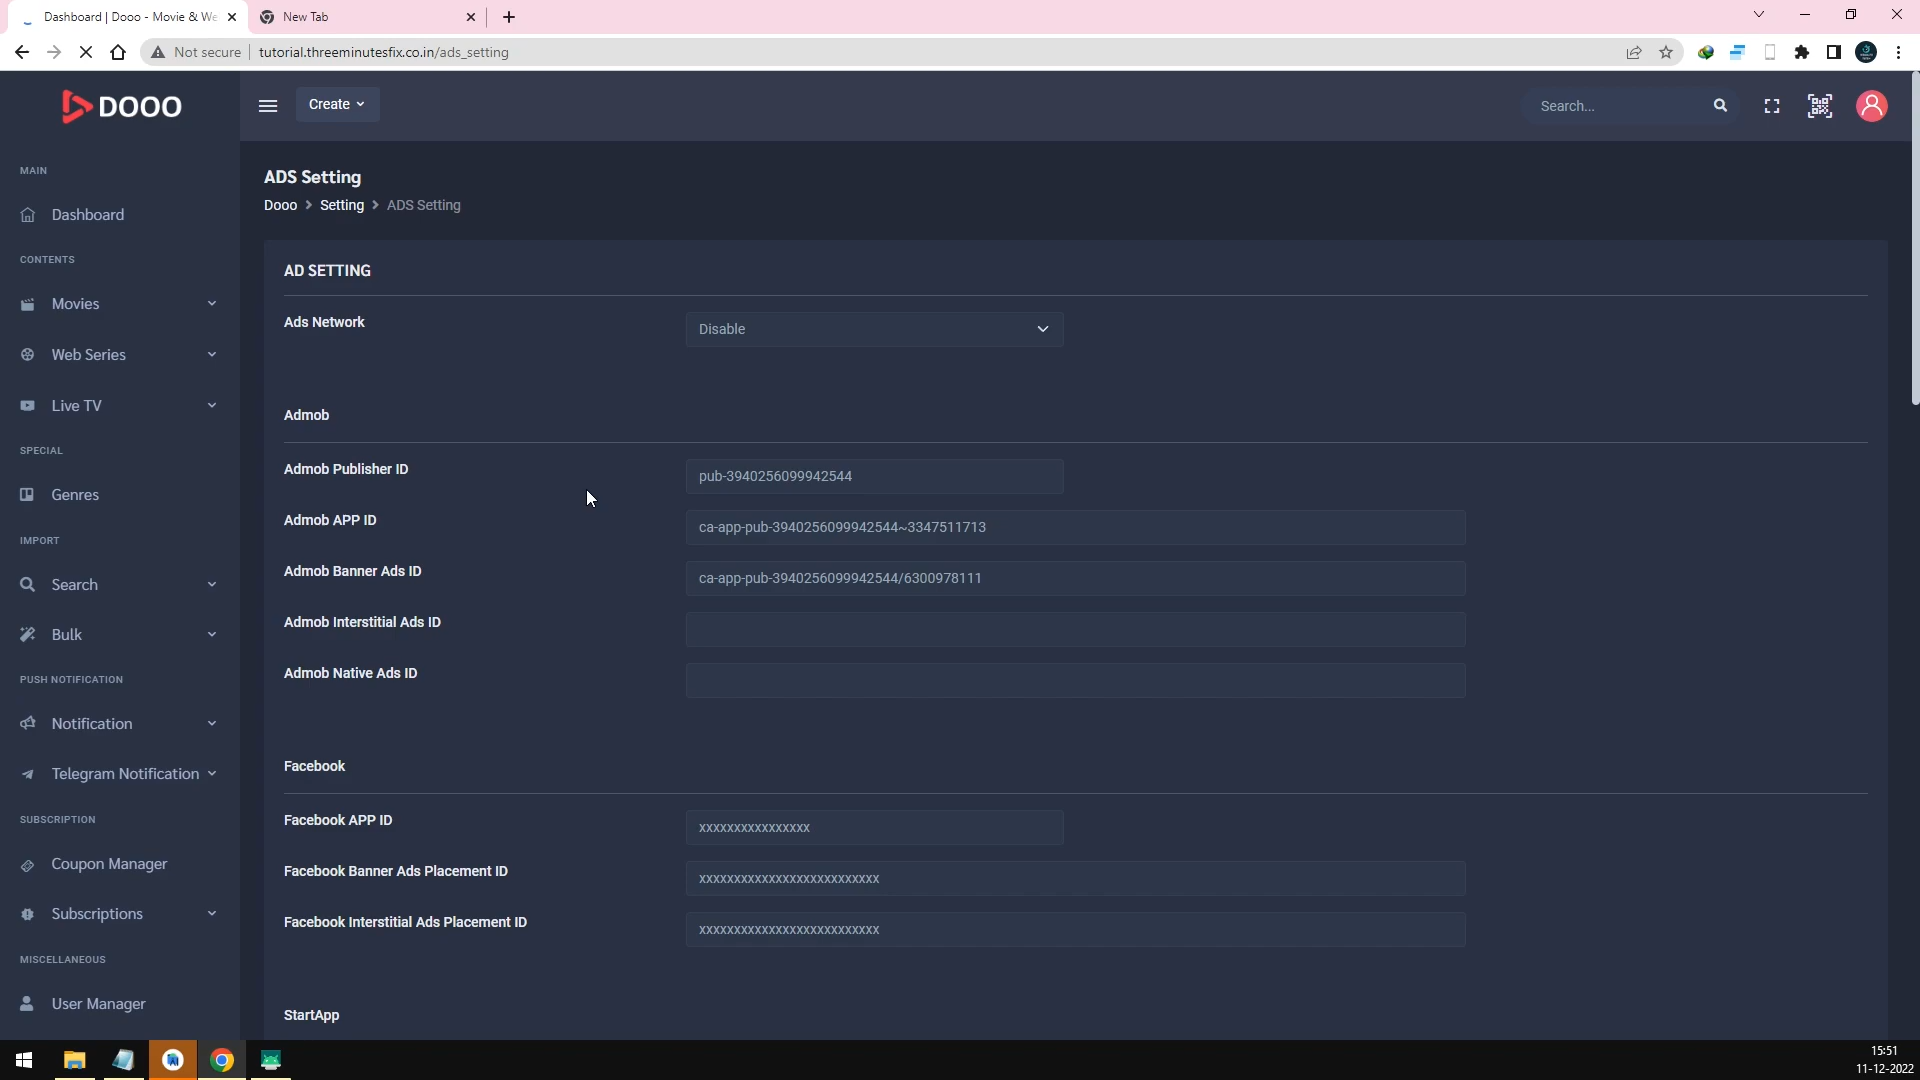 Dashboard | Dooo - Movie & We
New Tab
Not secure
tutorial.threeminutesfix.co.in/ads_setting
DOOO
Create
Search...
MAIN
Dashboard
CONTENTS
Movies
Web Series
Live TV
SPECIAL
Genres
IMPORT
Search
Bulk
PUSH NOTIFICATION
Notification
Telegram Notification
SUBSCRIPTION
Coupon Manager
Subscriptions
MISCELLANEOUS
User Manager
ADS Setting
Dooo > Setting > ADS Setting
AD SETTING
Ads Network
Disable
Admob
Admob Publisher ID
pub-3940256099942544
Admob APP ID
ca-app-pub-3940256099942544~3347511713
Admob Banner Ads ID
ca-app-pub-3940256099942544/6300978111
Admob Interstitial Ads ID
Admob Native Ads ID
Facebook
Facebook APP ID
xxxxxxxxxxxxxxxx
Facebook Banner Ads Placement ID
xxxxxxxxxxxxxxxxxxxxxxxxxx
Facebook Interstitial Ads Placement ID
xxxxxxxxxxxxxxxxxxxxxxxxxx
StartApp
15:51
11-12-2022